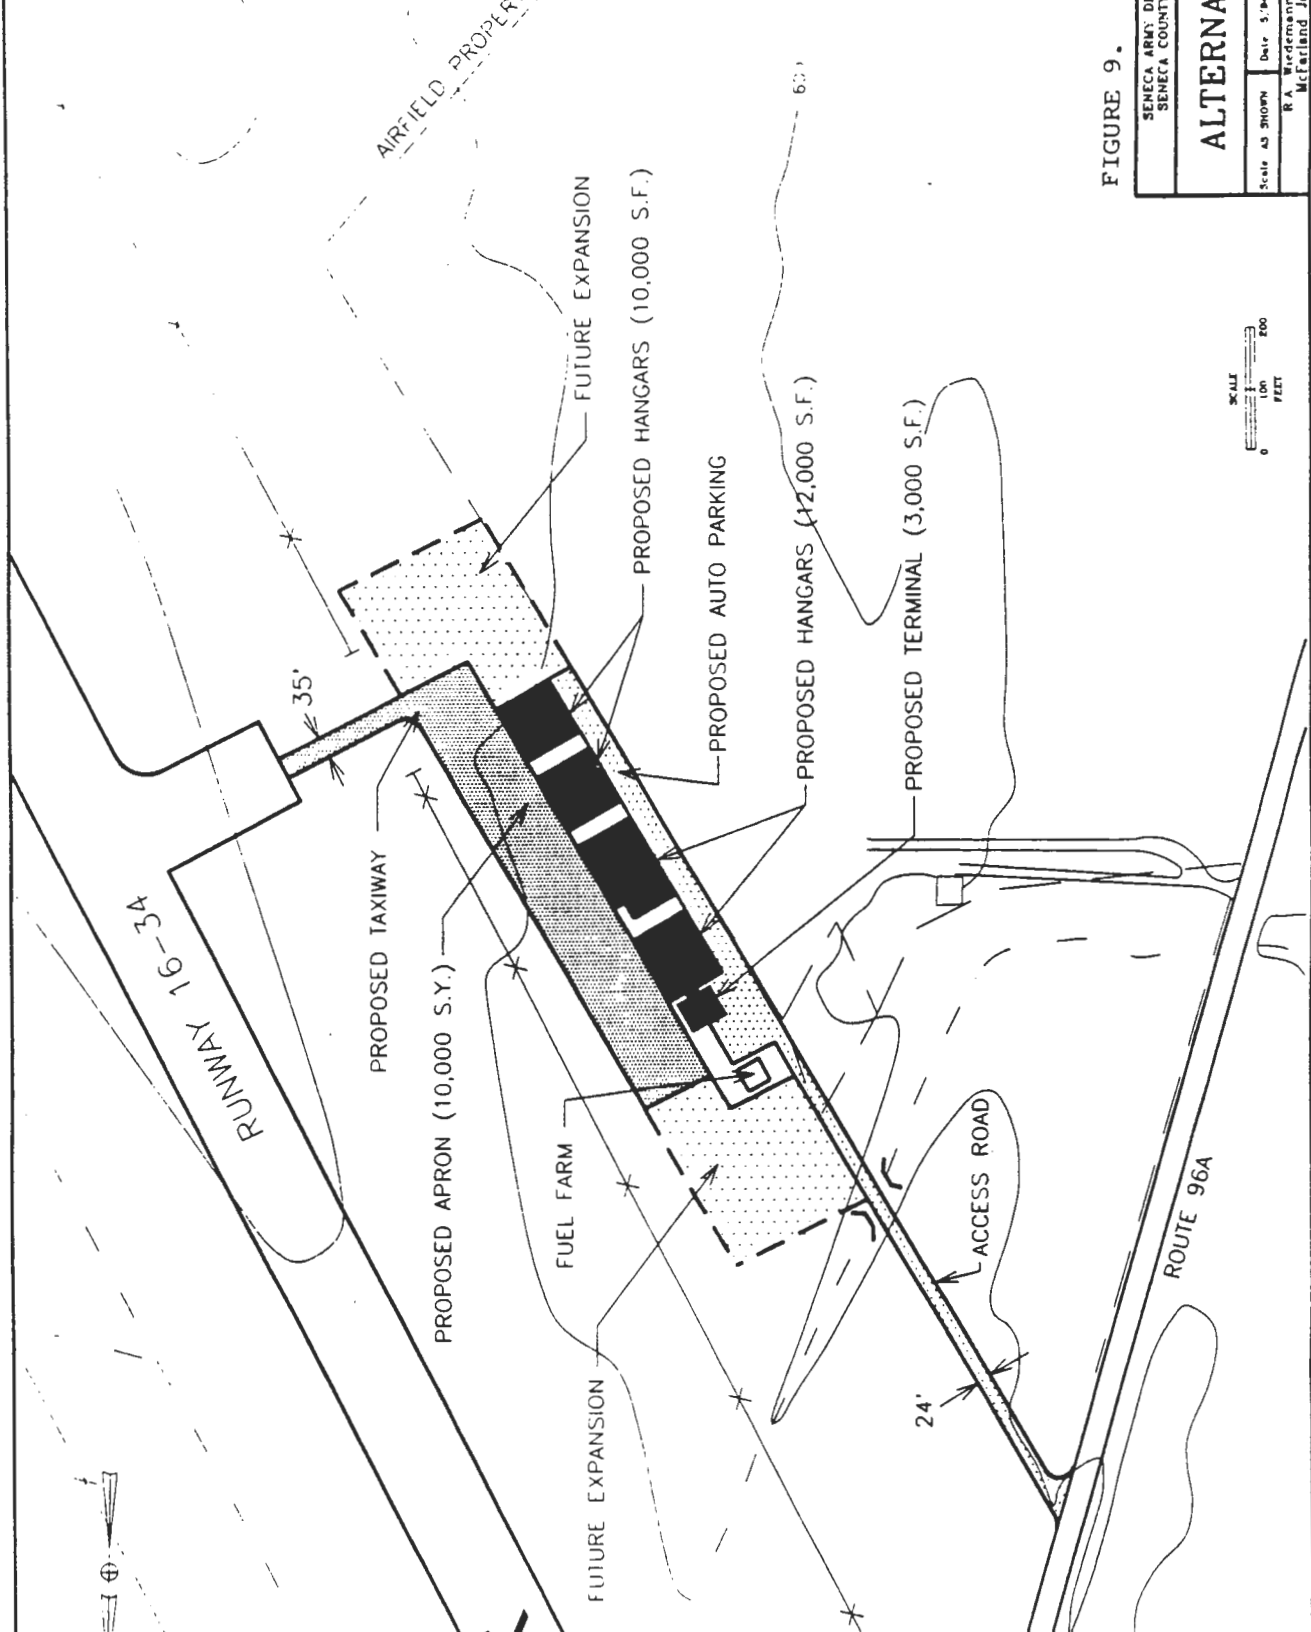 FIGURE 9.
SENECA ARMY
SENECA COUNTY
Scale AS SHOWN
Date
R A Wiedemann
McFarland
AIRFIELD
RUNWAY 16-34
35'
PROPOSED TAXIWAY
PROPOSED APRON (10,000 S.Y.)
FUEL FARM
FUTURE EXPANSION
FUTURE EXPANSION
PROPOSED HANGARS (10,000 S.F.)
PROPOSED AUTO PARKING
PROPOSED HANGARS (12,000 S.F.)
PROPOSED TERMINAL (3,000 S.F.)
ACCESS ROAD
24'
ROUTE 96A
SCALE
0 100 200
FEET